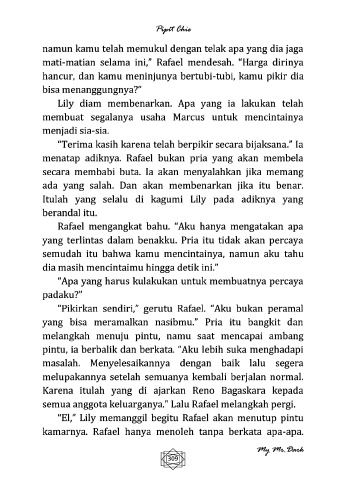 Pipit Chie
namun kamu telah memukul dengan telak apa yang dia jaga
mati-matian selama ini,” Rafael mendesah. “Harga dirinya
hancur, dan kamu meninjunya bertubi-tubi, kamu pikir dia
bisa menanggungnya?”
Lily diam membenarkan. Apa yang ia lakukan telah
membuat segalanya usaha Marcus untuk mencintainya
menjadi sia-sia.
“Terima kasih karena telah berpikir secara bijaksana.” Ia
menatap adiknya. Rafael bukan pria yang akan membela
secara membabi buta. Ia akan menyalahkan jika memang
ada yang salah. Dan akan membenarkan jika itu benar.
Itulah yang selalu di kagumi Lily pada adiknya yang
berandal itu.
Rafael mengangkat bahu. “Aku hanya mengatakan apa
yang terlintas dalam benakku. Pria itu tidak akan percaya
semudah itu bahwa kamu mencintainya, namun aku tahu
dia masih mencintaimu hingga detik ini.”
“Apa yang harus kulakukan untuk membuatnya percaya
padaku?”
“Pikirkan sendiri,” gerutu Rafael. “Aku bukan peramal
yang bisa meramalkan nasibmu.” Pria itu bangkit dan
melangkah menuju pintu, namu saat mencapai ambang
pintu, ia berbalik dan berkata. “Aku lebih suka menghadapi
masalah. Menyelesaikannya dengan baik lalu segera
melupakannya setelah semuanya kembali berjalan normal.
Karena itulah yang di ajarkan Reno Bagaskara kepada
semua anggota keluarganya.” Lalu Rafael melangkah pergi.
“El,” Lily memanggil begitu Rafael akan menutup pintu
kamarnya. Rafael hanya menoleh tanpa berkata apa-apa.
My Mr. Dark
309